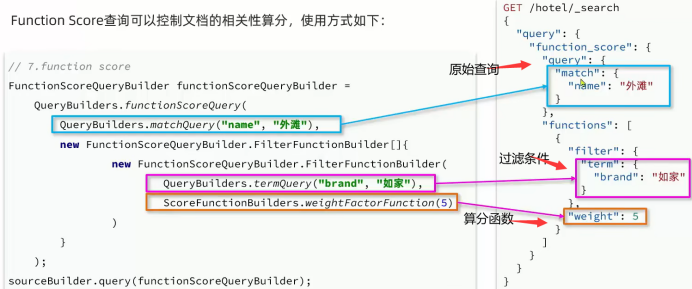 Function Score查询可以控制文档的相关性算分，使用方式如下：
// 7.function score
FunctionScoreQueryBuilder functionScoreQueryBuilder =
QueryBuilders.functionScoreQuery(
QueryBuilders.matchQuery("name", "外滩"),
new FunctionScoreQueryBuilder.FilterFunctionBuilder[]{
new FunctionScoreQueryBuilder.FilterFunctionBuilder(
QueryBuilders.termQuery("brand", "如家"),
ScoreFunctionBuilders.weightFactorFunction(5)
)
}
);
sourceBuilder.query(functionScoreQueryBuilder);
GET /hotel/_search
{
"query": {
"function_score": {
原始查询
"query": {
"match": {
"name": "外滩"
}
},
"functions": [
{
过滤条件
"filter": {
"term": {
"brand": "如家"
}
},
算分函数
"weight": 5
}
]
}
}
}